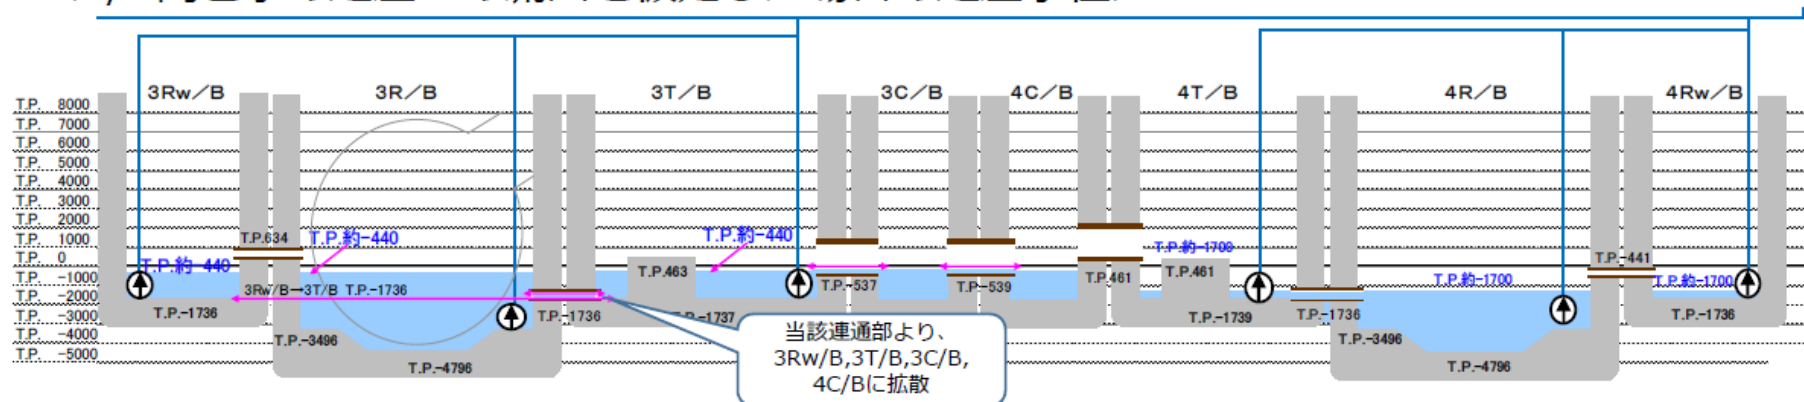 3Rw／B 3R／B 3T／B 3C／B 4C／B 4T／B 4R／B 4Rw／B
T.P. 8000
T.P. 7000
T.P. 6000
T.P. 5000
T.P. 4000
T.P. 3000
T.P. 2000
T.P. 1000
T.P. 0
T.P. -1000
T.P. -2000
T.P. -3000
T.P. -4000
T.P. -5000
T.P.634
T.P.約-440
T.P.約-440
3Rw/B→3T/B T.P.-1736
T.P.-1736
T.P.-3496
T.P.-4796
T.P.-1736
T.P.約-440
T.P.463
T.P.-1737
T.P.-537
T.P.-539
T.P.461
T.P.約-1700
T.P.461
T.P.-1739
T.P.-1736
T.P.-3496
T.P.約-1700
T.P.-4796
T.P.-441
T.P.約-1700
T.P.-1736
当該連通部より、
3Rw/B,3T/B,3C/B,
4C/Bに拡散